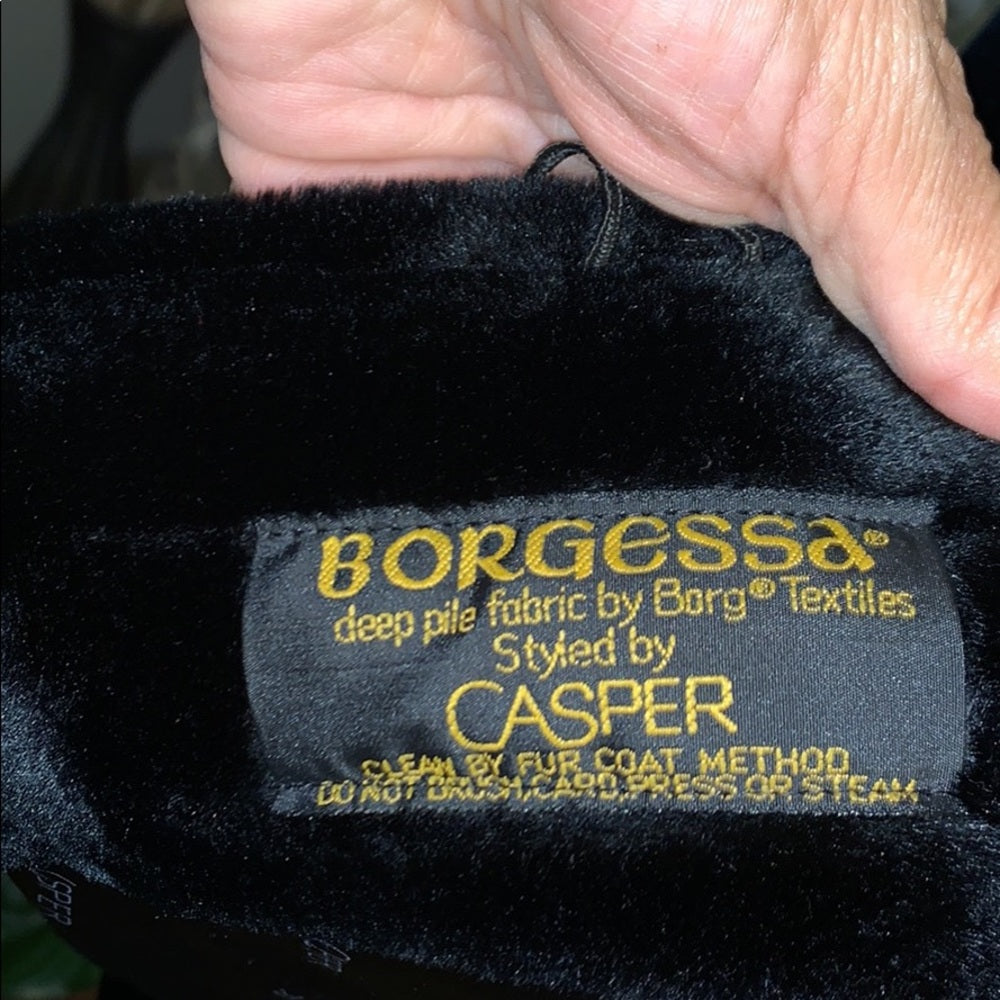 BORGESSA®
deep pile fabric by Borg® Textiles
Styled by
CASPER
CLEAN BY FUR COAT METHOD
DO NOT BRUSH,CARD,PRESS OR STEAM